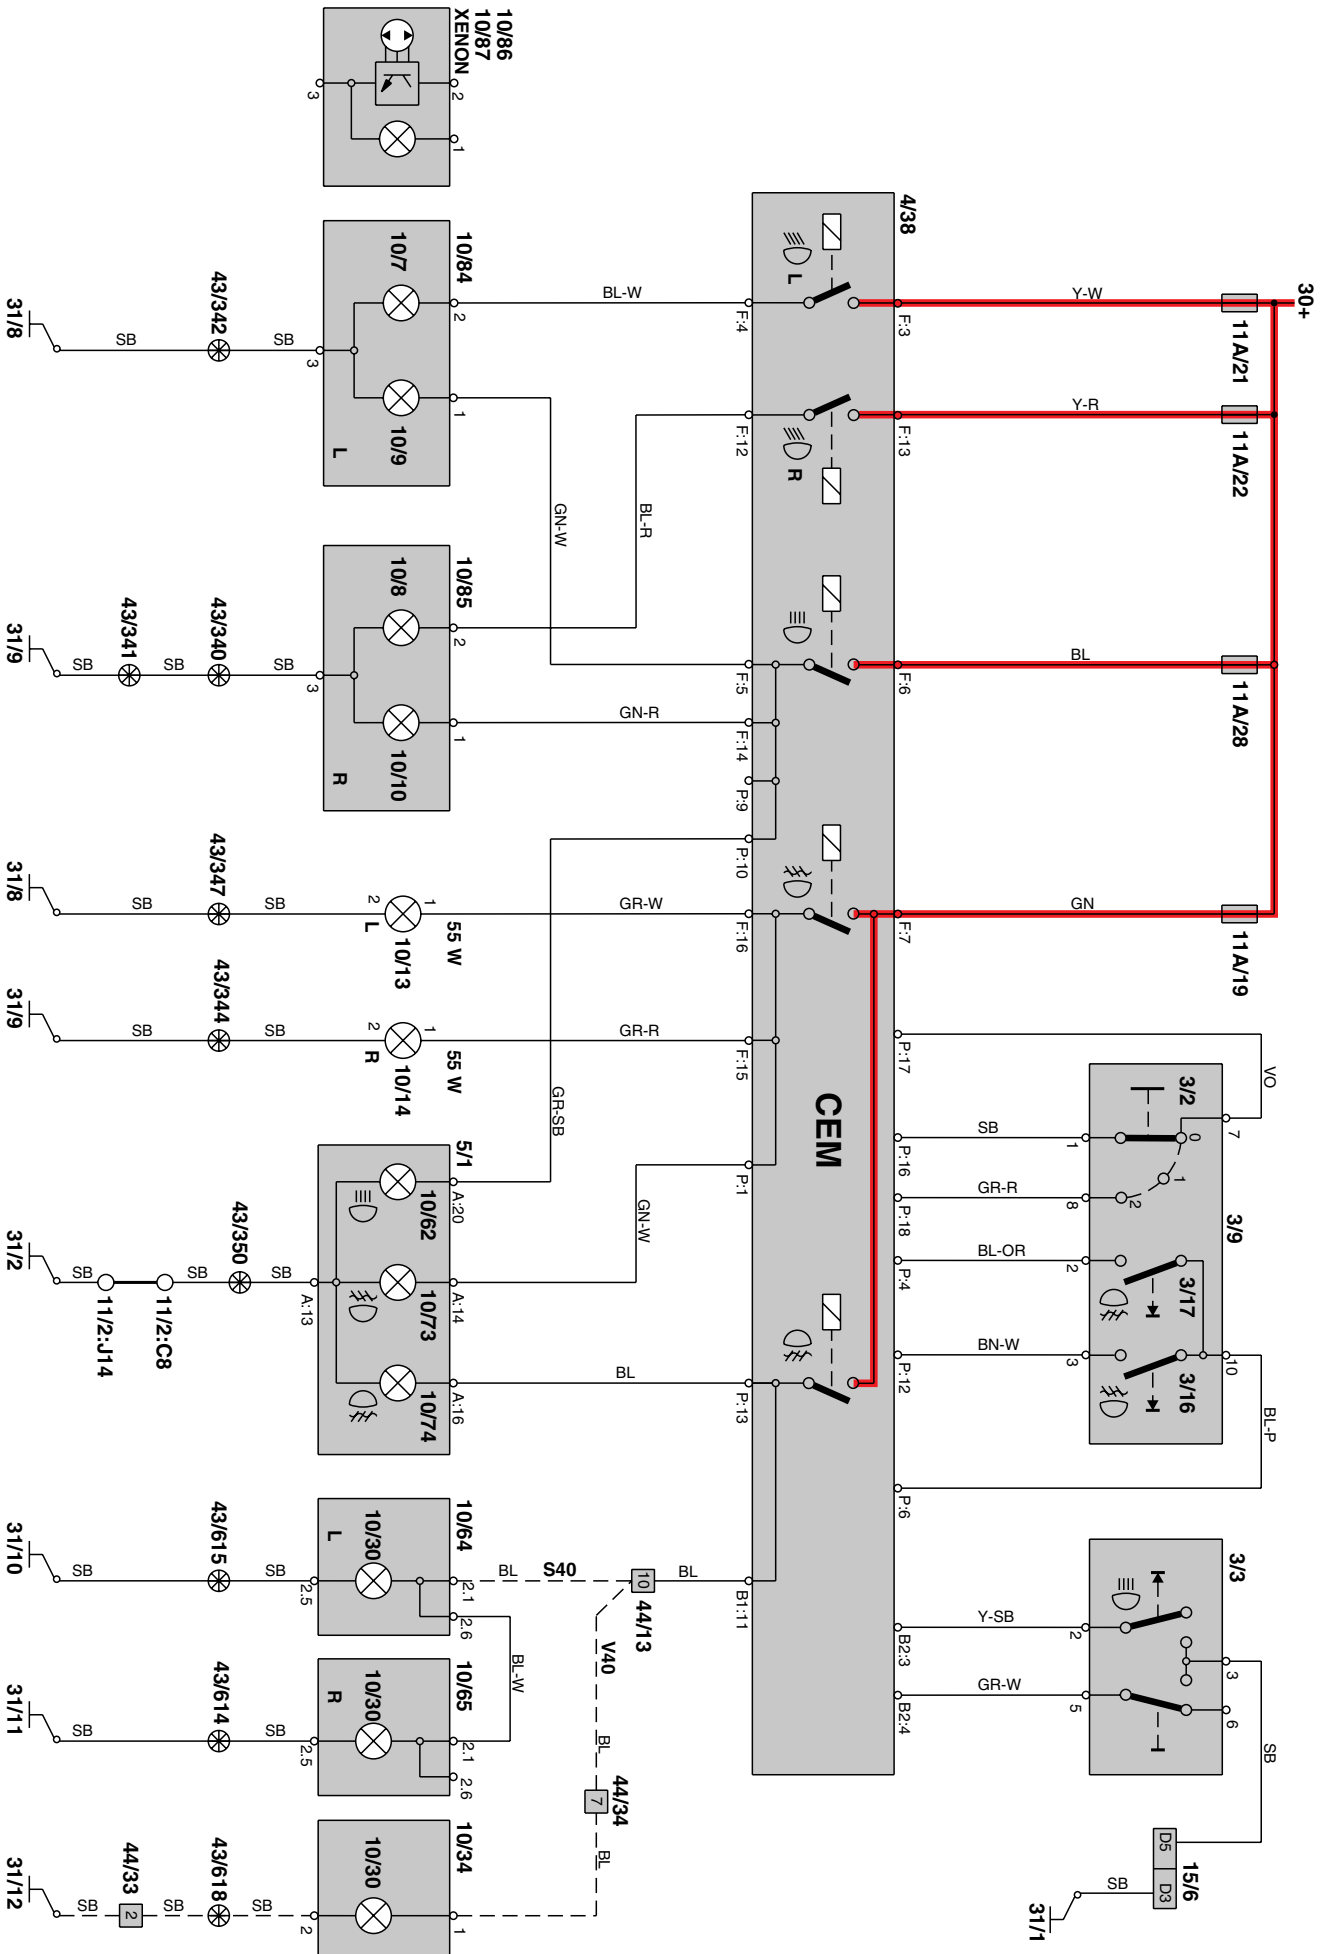 10/86
10/87
XENON
2
1
3
4/38
30+
L
F:4
F:3
Y-W
11A/21
R
F:12
F:13
Y-R
11A/22
F:5
F:6
BL
11A/28
F:14
P:9
P:10
F:16
F:7
GN
11A/19
F:15
P:1
P:13
B1:11
CEM
P:17
P:16
P:18
P:4
P:12
P:6
B2:3
B2:4
VO
SB
GR-R
BL-OR
BN-W
BL-P
3/9
3/2
0
1
2
7
1
8
2
3
10
3/17
3/16
3/3
Y-SB
GR-W
2
5
3
6
SB
15/6
D5
D3
SB
31/1
10/84
10/7
10/9
L
2
1
3
BL-W
GN-W
SB
43/342
SB
31/8
10/85
10/8
10/10
R
2
1
3
BL-R
GN-R
SB
43/340
SB
43/341
SB
31/9
GR-W
55 W
1
10/13
L
2
SB
43/347
SB
31/8
GR-R
55 W
1
10/14
R
2
SB
43/344
SB
31/9
GR-SB
GN-W
BL
5/1
A:20
A:14
A:16
10/62
10/73
10/74
A:13
SB
43/350
SB
11/2:C8
11/2:J14
SB
31/2
BL
10
44/13
S40
BL
V40
BL
7
44/34
BL
10/64
10/30
L
2.1
2.6
2.5
BL-W
SB
43/615
SB
31/10
10/65
10/30
R
2.1
2.6
2.5
SB
43/614
SB
31/11
10/34
10/30
1
2
SB
43/618
SB
2
44/33
SB
31/12